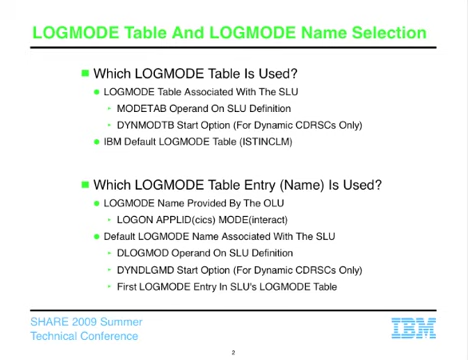 LOGMODE Table And LOGMODE Name Selection
Which LOGMODE Table Is Used?
LOGMODE Table Associated With The SLU
MODETAB Operand On SLU Definition
DYNMODTB Start Option (For Dynamic CDRSCs Only)
IBM Default LOGMODE Table (ISTINCLM)
Which LOGMODE Table Entry (Name) Is Used?
LOGMODE Name Provided By The OLU
LOGON APPLID(cics) MODE(interact)
Default LOGMODE Name Associated With The SLU
DLOGMOD Operand On SLU Definition
DYNDLGMD Start Option (For Dynamic CDRSCs Only)
First LOGMODE Entry In SLU's LOGMODE Table
SHARE 2009 Summer
Technical Conference
IBM
2